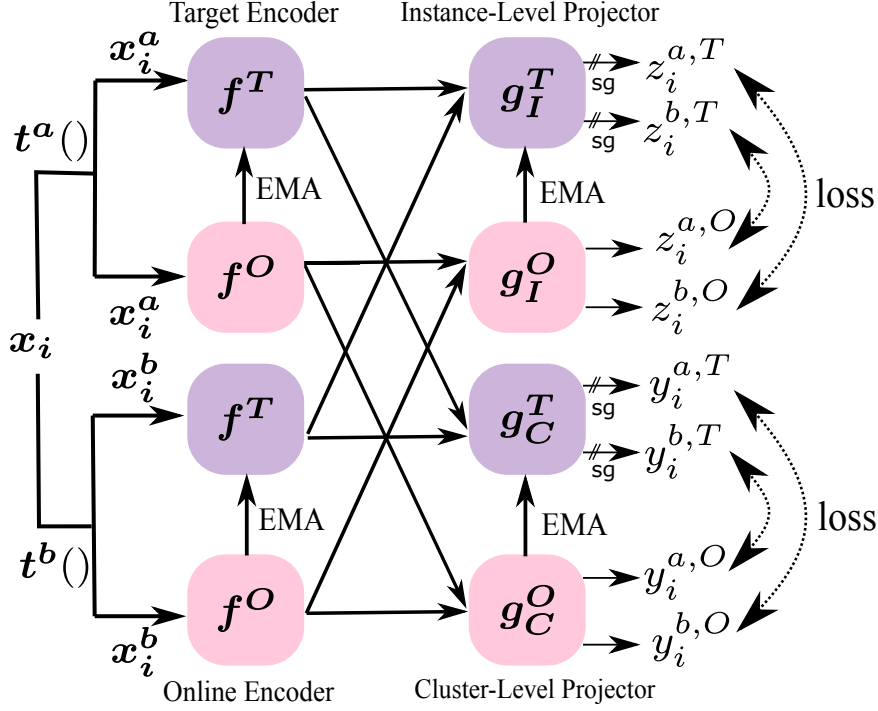 Target Encoder
Instance-Level Projector
x_i^a
f^T
g_I^T
sg
z_i^{a,T}
t^a()
sg
z_i^{b,T}
EMA
EMA
loss
f^O
g_I^O
z_i^{a,O}
x_i^a
z_i^{b,O}
x_i
x_i^b
f^T
g_C^T
sg
y_i^{a,T}
sg
y_i^{b,T}
EMA
EMA
loss
t^b()
f^O
g_C^O
y_i^{a,O}
x_i^b
y_i^{b,O}
Online Encoder
Cluster-Level Projector